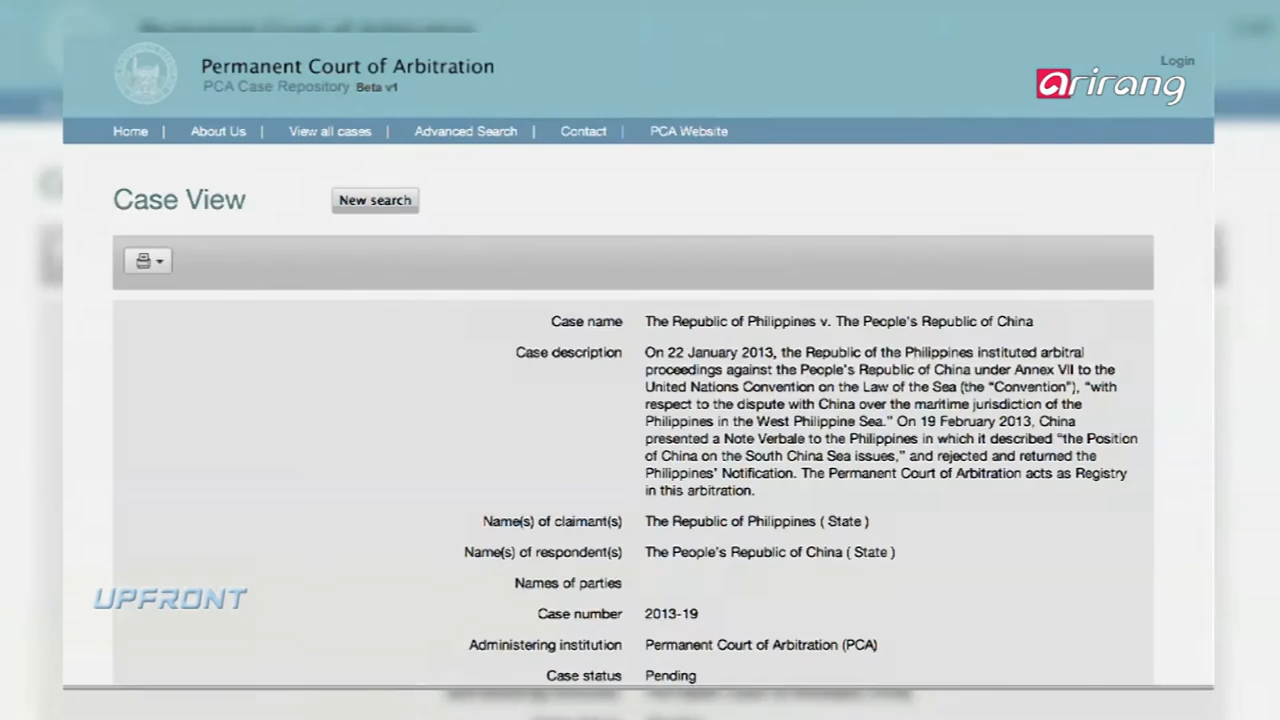 Permanent Court of Arbitration
PCA Case Repository Beta v1
Login
arirang
Home | About Us | View all cases | Advanced Search | Contact | PCA Website
Case View
New search
Case name The Republic of Philippines v. The People's Republic of China
Case description On 22 January 2013, the Republic of the Philippines instituted arbitral
proceedings against the People's Republic of China under Annex VII to the
United Nations Convention on the Law of the Sea (the "Convention"), "with
respect to the dispute with China over the maritime jurisdiction of the
Philippines in the West Philippine Sea." On 19 February 2013, China
presented a Note Verbale to the Philippines in which it described "the Position
of China on the South China Sea issues," and rejected and returned the
Philippines' Notification. The Permanent Court of Arbitration acts as Registry
in this arbitration.
Name(s) of claimant(s) The Republic of Philippines ( State )
Name(s) of respondent(s) The People's Republic of China ( State )
Names of parties
UPFRONT
Case number 2013-19
Administering institution Permanent Court of Arbitration (PCA)
Case status Pending